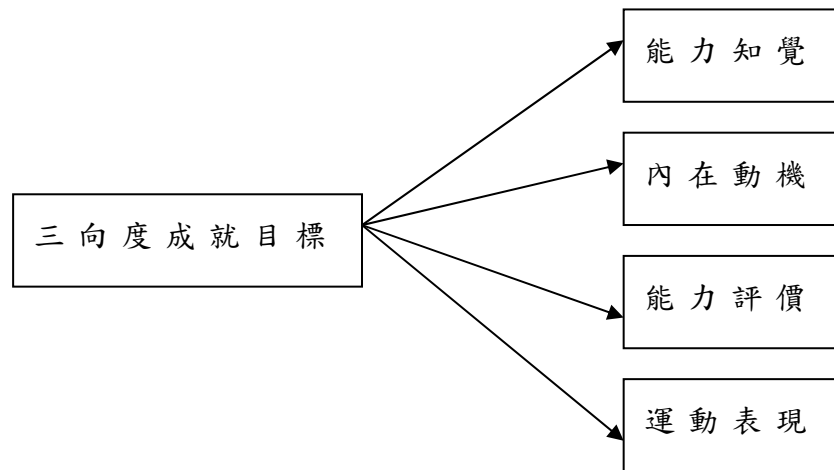 能力知覺
內在動機
三向度成就目標
能力評價
運動表現